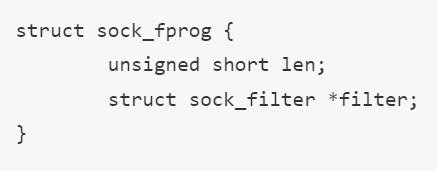 struct sock_fprog {
        unsigned short len;
        struct sock_filter *filter;
}